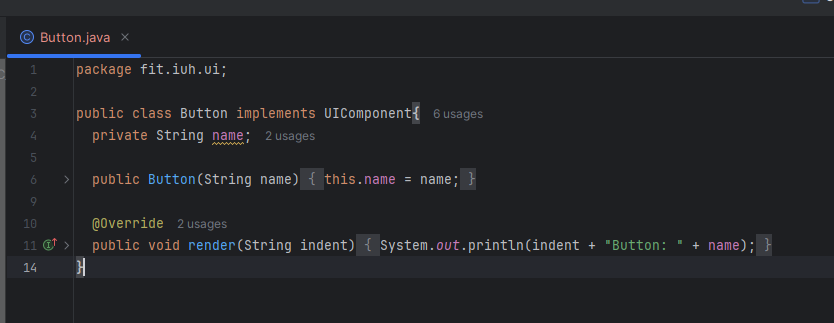 Button.java
1 package fit.iuh.ui;
2
3 public class Button implements UIComponent{ 6 usages
4 private String name; 2 usages
5
6 public Button(String name) { this.name = name; }
9
10 @Override 2 usages
11 public void render(String indent) { System.out.println(indent + "Button: " + name); }
14 }